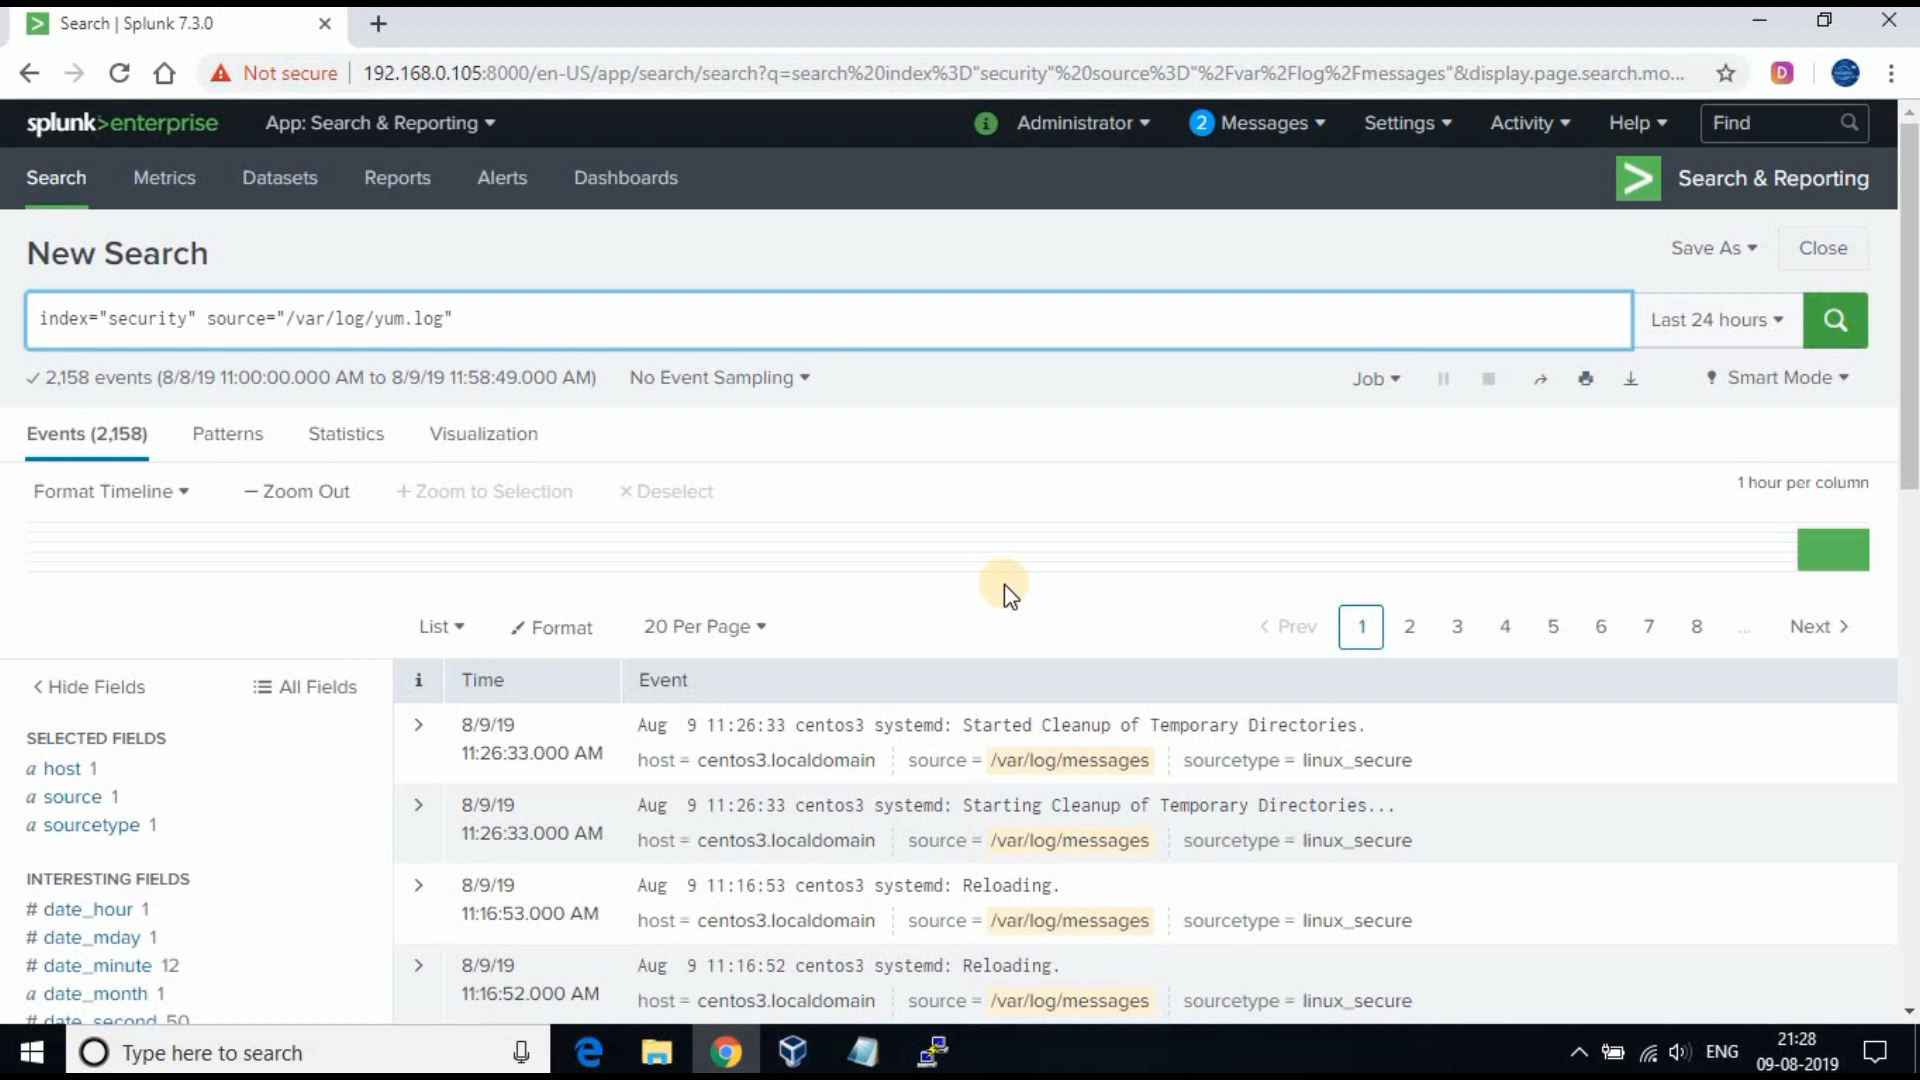 Search | Splunk 7.3.0
Not secure | 192.168.0.105:8000/en-US/app/search/search?q=search%20index%3D"security"%20source%3D"%2Fvar%2Flog%2Fmessages"&display.page.search.mo...
D
splunk>enterprise App: Search & Reporting i Administrator 2 Messages Settings Activity Help Find
Search Metrics Datasets Reports Alerts Dashboards > Search & Reporting
New Search Save As Close
index="security" source="/var/log/yum.log" Last 24 hours
✓ 2,158 events (8/8/19 11:00:00.000 AM to 8/9/19 11:58:49.000 AM) No Event Sampling Job Smart Mode
Events (2,158) Patterns Statistics Visualization
Format Timeline — Zoom Out + Zoom to Selection × Deselect 1 hour per column
List Format 20 Per Page < Prev 1 2 3 4 5 6 7 8 ... Next >
< Hide Fields All Fields i Time Event
SELECTED FIELDS
a host 1
a source 1
a sourcetype 1
INTERESTING FIELDS
# date_hour 1
# date_mday 1
# date_minute 12
a date_month 1
# date_second 50
> 8/9/19 Aug 9 11:26:33 centos3 systemd: Started Cleanup of Temporary Directories.
11:26:33.000 AM host = centos3.localdomain source = /var/log/messages sourcetype = linux_secure
> 8/9/19 Aug 9 11:26:33 centos3 systemd: Starting Cleanup of Temporary Directories...
11:26:33.000 AM host = centos3.localdomain source = /var/log/messages sourcetype = linux_secure
> 8/9/19 Aug 9 11:16:53 centos3 systemd: Reloading.
11:16:53.000 AM host = centos3.localdomain source = /var/log/messages sourcetype = linux_secure
> 8/9/19 Aug 9 11:16:52 centos3 systemd: Reloading.
11:16:52.000 AM host = centos3.localdomain source = /var/log/messages sourcetype = linux_secure
Type here to search ENG 21:28
09-08-2019